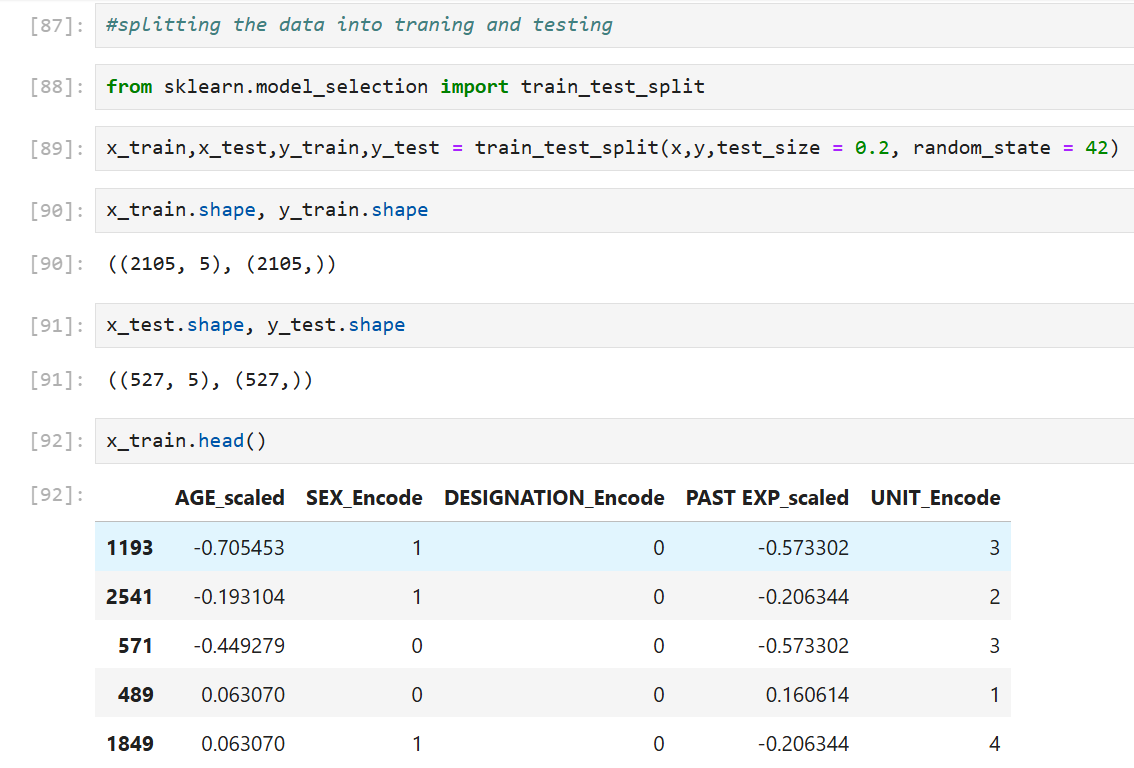 [87]: #splitting the data into traning and testing
[88]: from sklearn.model_selection import train_test_split
[89]: x_train,x_test,y_train,y_test = train_test_split(x,y,test_size = 0.2, random_state = 42)
[90]: x_train.shape, y_train.shape
[90]: ((2105, 5), (2105,))
[91]: x_test.shape, y_test.shape
[91]: ((527, 5), (527,))
[92]: x_train.head()
[92]: AGE_scaled SEX_Encode DESIGNATION_Encode PAST EXP_scaled UNIT_Encode
1193 -0.705453 1 0 -0.573302 3
2541 -0.193104 1 0 -0.206344 2
571 -0.449279 0 0 -0.573302 3
489 0.063070 0 0 0.160614 1
1849 0.063070 1 0 -0.206344 4